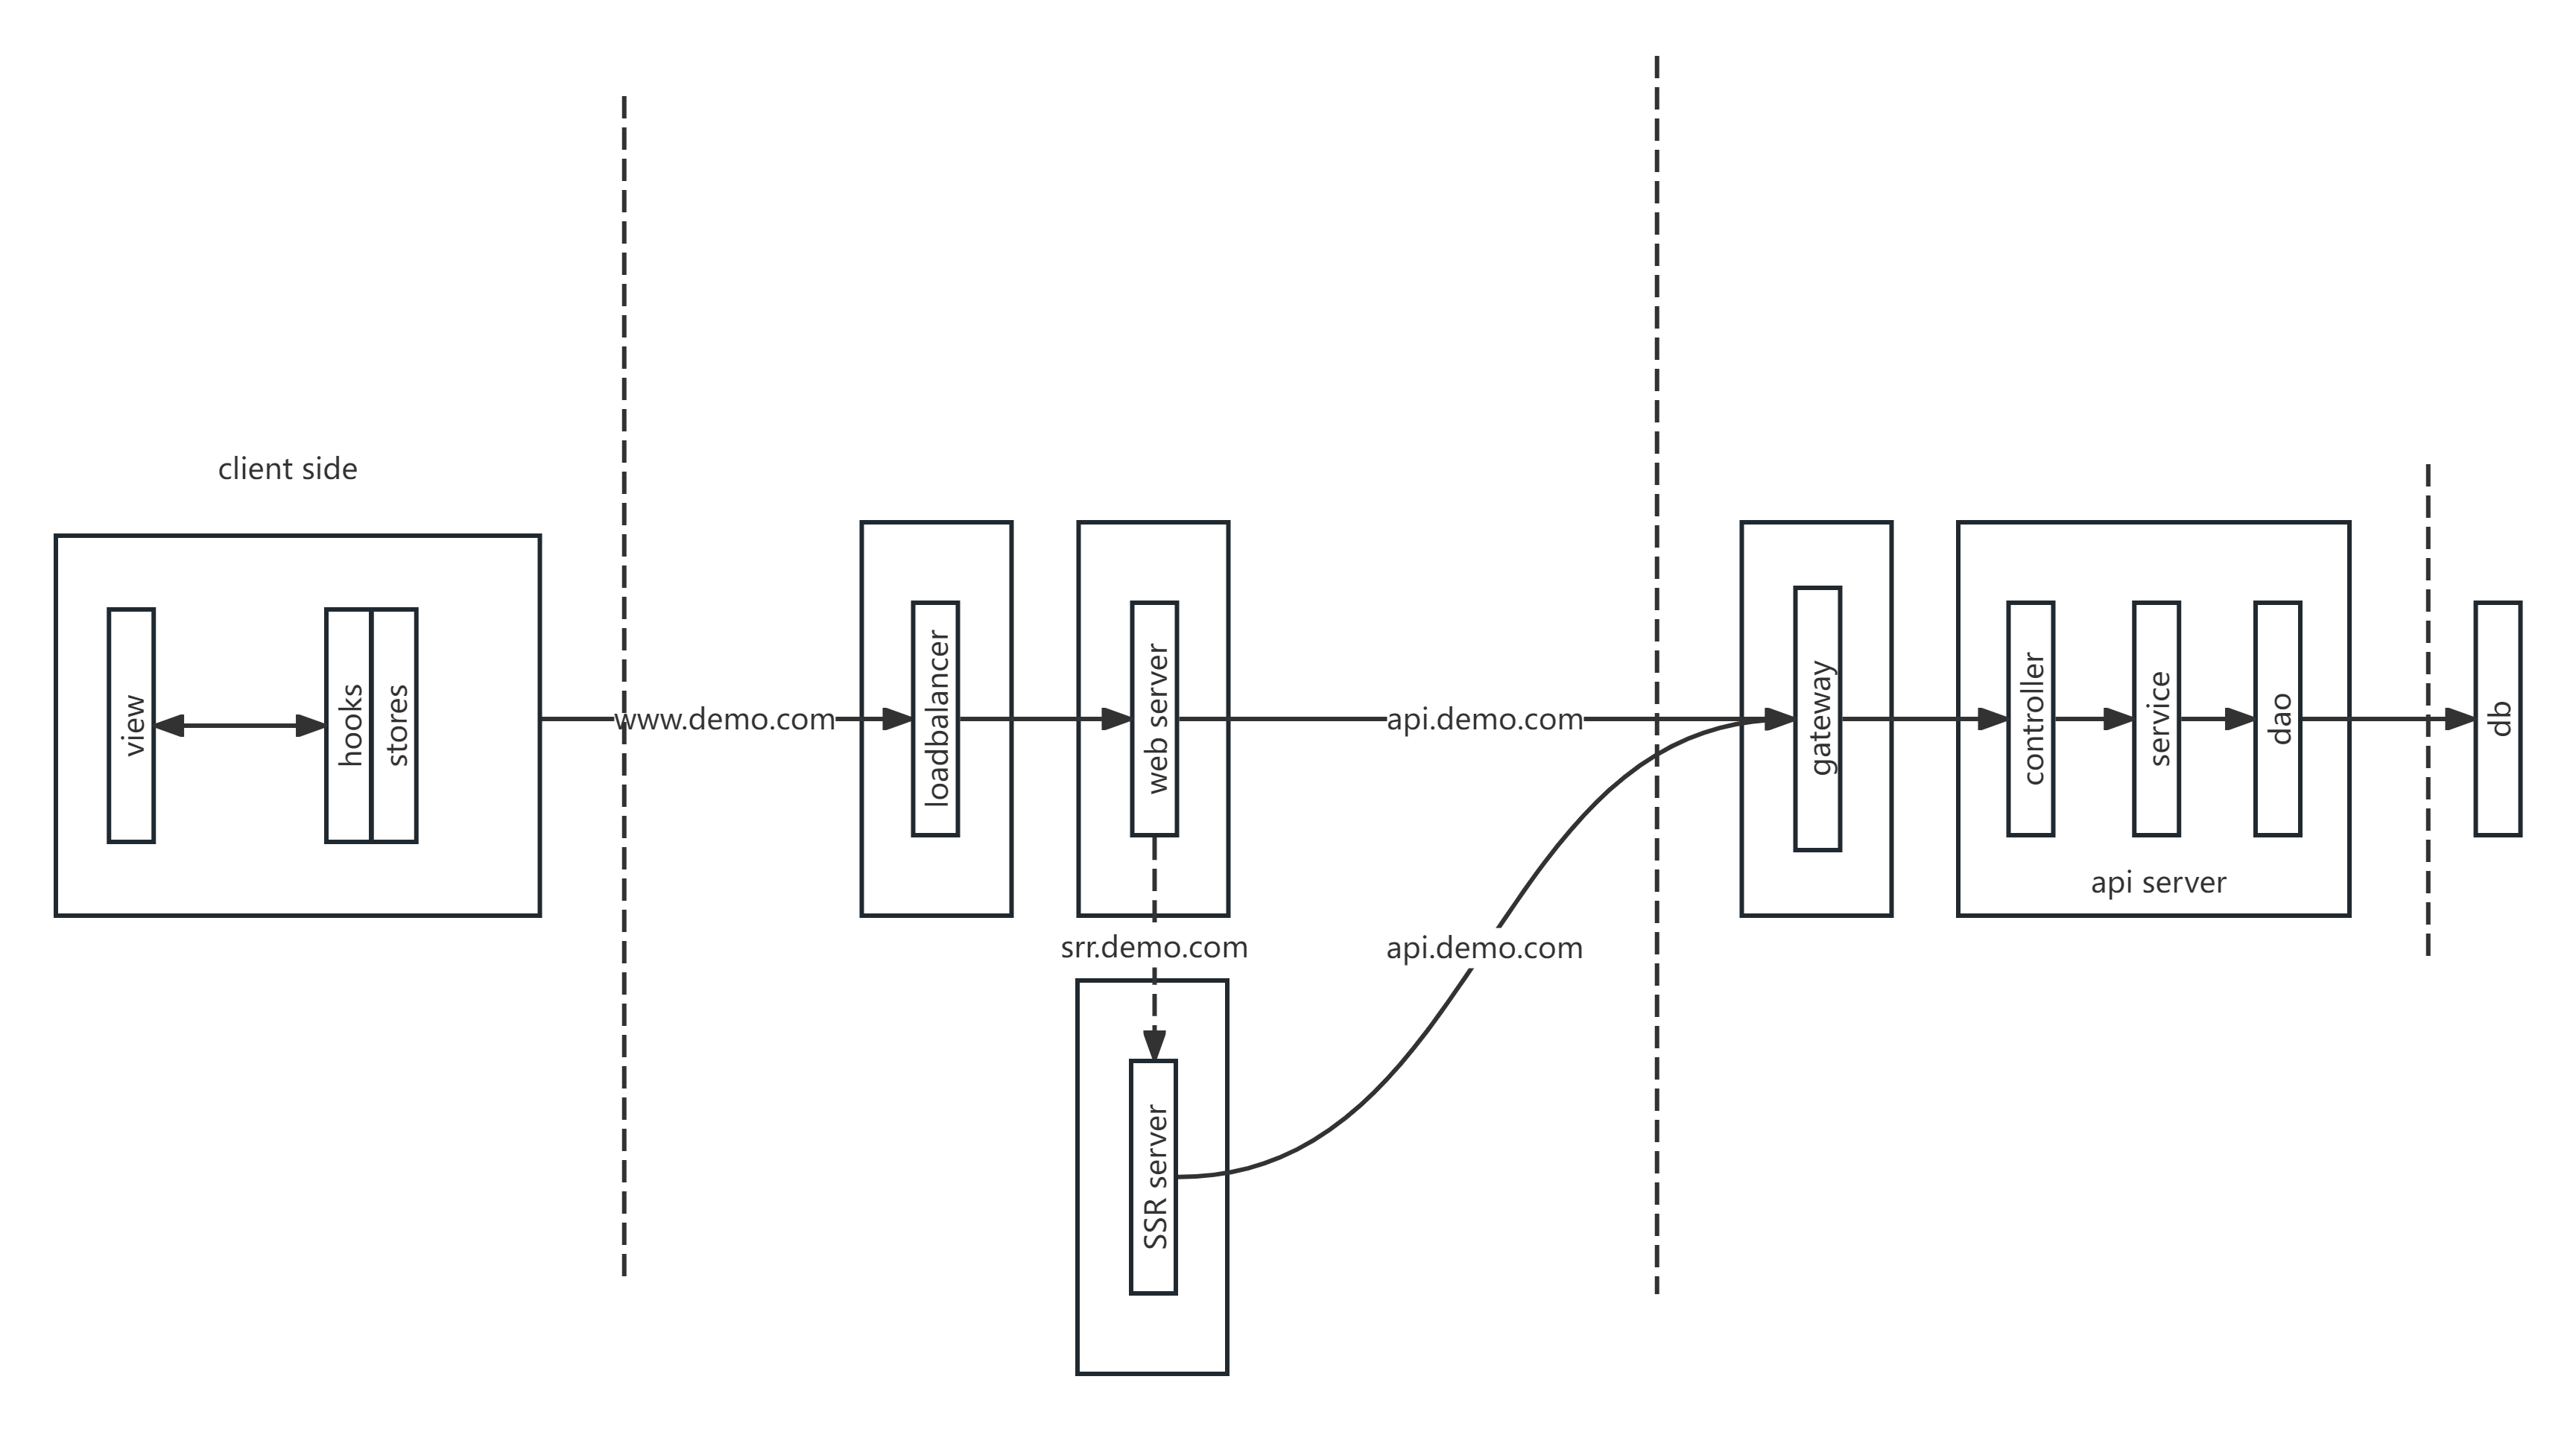 client side
view
hooks
stores
www.demo.com
loadbalancer
web server
srr.demo.com
SSR server
api.demo.com
api.demo.com
gateway
controller
service
dao
api server
db